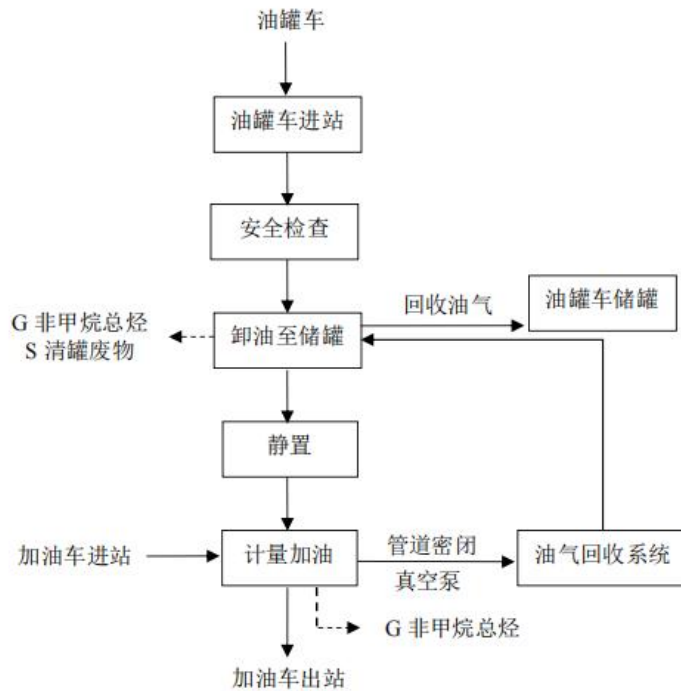 油罐车
油罐车进站
安全检查
G 非甲烷总烃
S 清罐废物
卸油至储罐
回收油气
油罐车储罐
静置
加油车进站
计量加油
管道密闭
真空泵
油气回收系统
G 非甲烷总烃
加油车出站